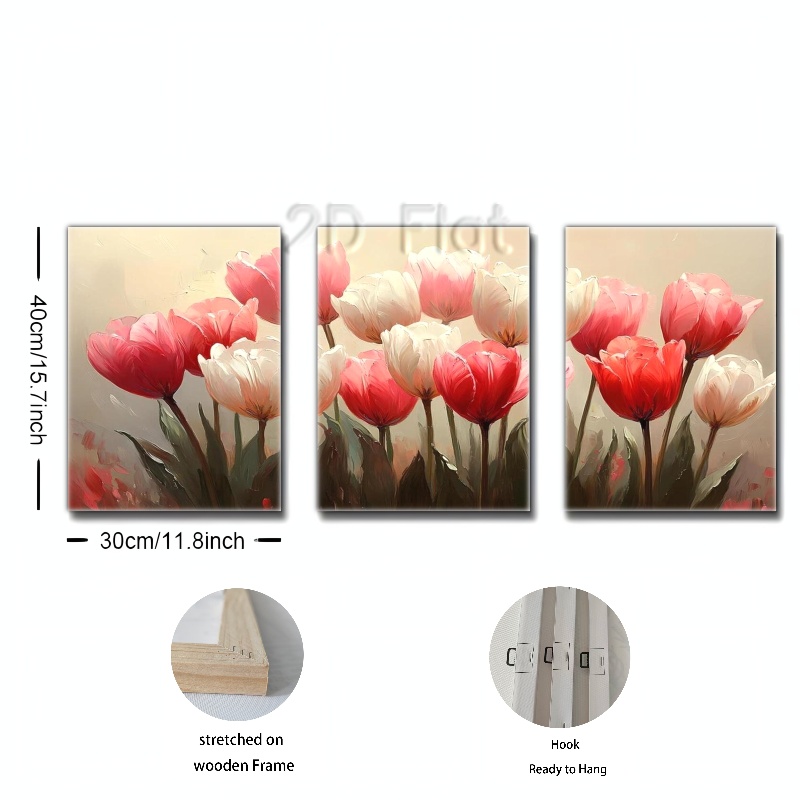 2D Flat
40cm/15.7inch
30cm/11.8inch
stretched on
wooden Frame
Hook
Ready to Hang